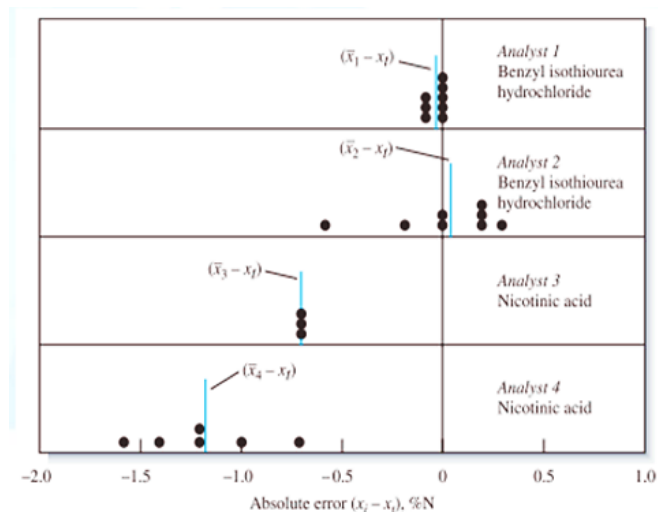 (x̄₁ – xₜ)
Analyst 1
Benzyl isothiourea
hydrochloride
(x̄₂ – xₜ)
Analyst 2
Benzyl isothiourea
hydrochloride
(x̄₃ – xₜ)
Analyst 3
Nicotinic acid
(x̄₄ – xₜ)
Analyst 4
Nicotinic acid
–2.0 –1.5 –1.0 –0.5 0 0.5 1.0
Absolute error (xᵢ – xₜ), %N